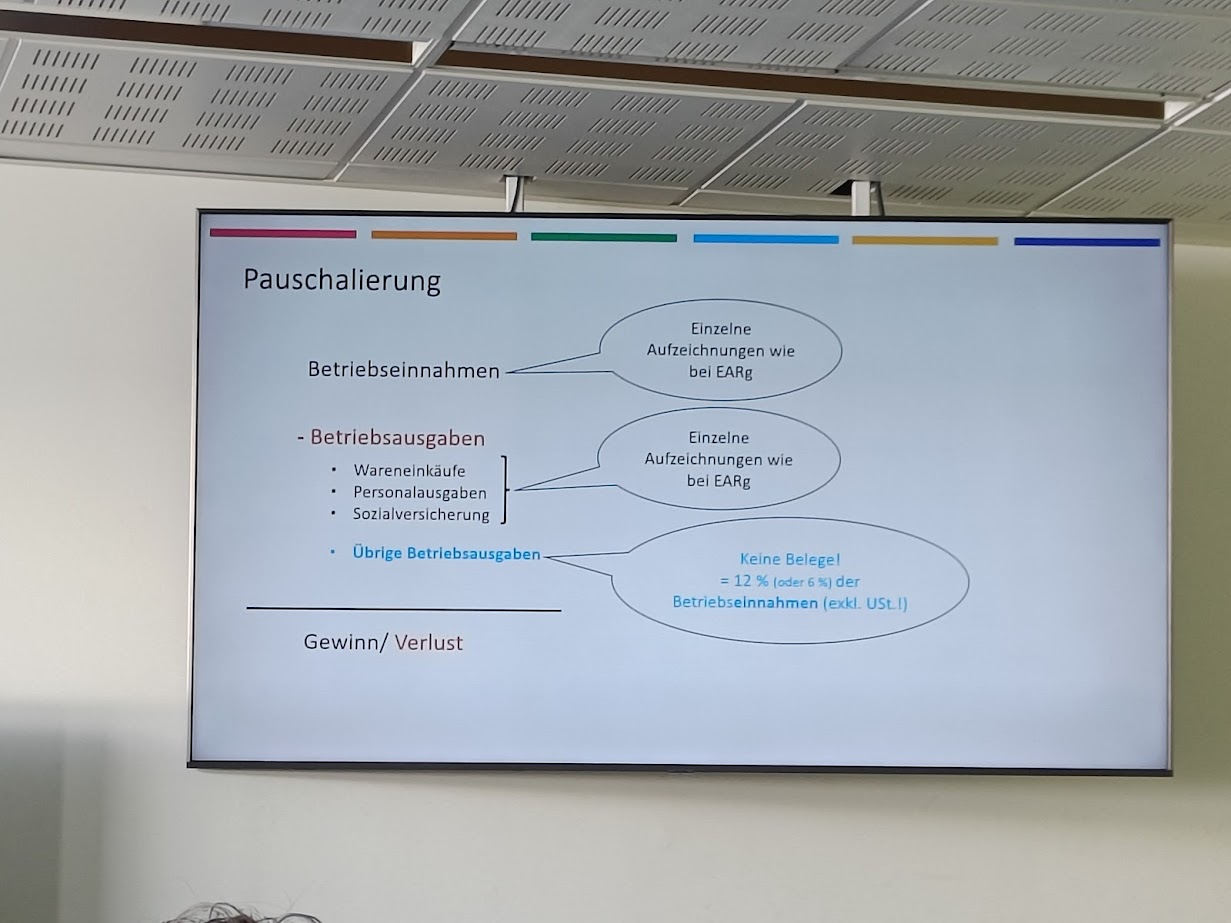 Pauschalierung
Betriebseinnahmen
Einzelne
Aufzeichnungen wie
bei EARg
- Betriebsausgaben
• Wareneinkäufe
• Personalausgaben
• Sozialversicherung
Einzelne
Aufzeichnungen wie
bei EARg
• Übrige Betriebsausgaben
Keine Belege!
= 12 % (oder 6 %) der
Betriebseinnahmen (exkl. USt.!)
Gewinn/ Verlust